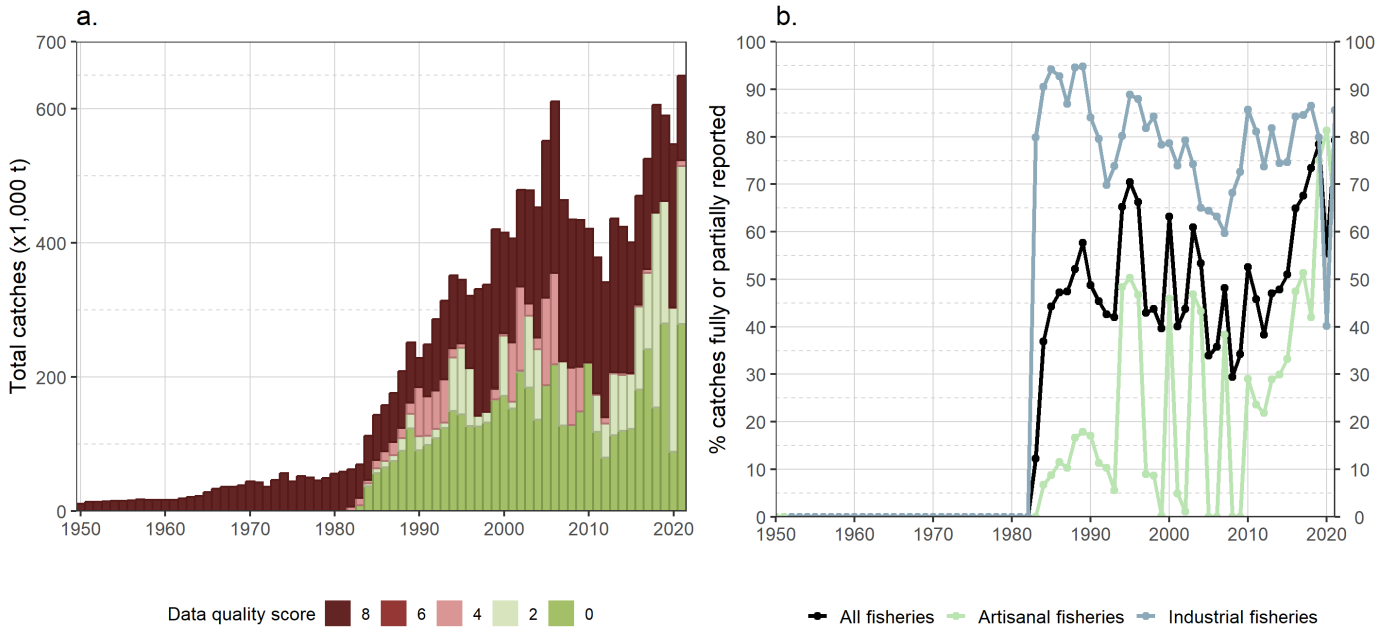 a.
Total catches (x1,000 t)
700
600
400
200
0
1950 1960 1970 1980 1990 2000 2010 2020
Data quality score 8 6 4 2 0
b.
% catches fully or partially reported
100 100
90 90
80 80
70 70
60 60
50 50
40 40
30 30
20 20
10 10
0 0
1950 1960 1970 1980 1990 2000 2010 2020
All fisheries Artisanal fisheries Industrial fisheries